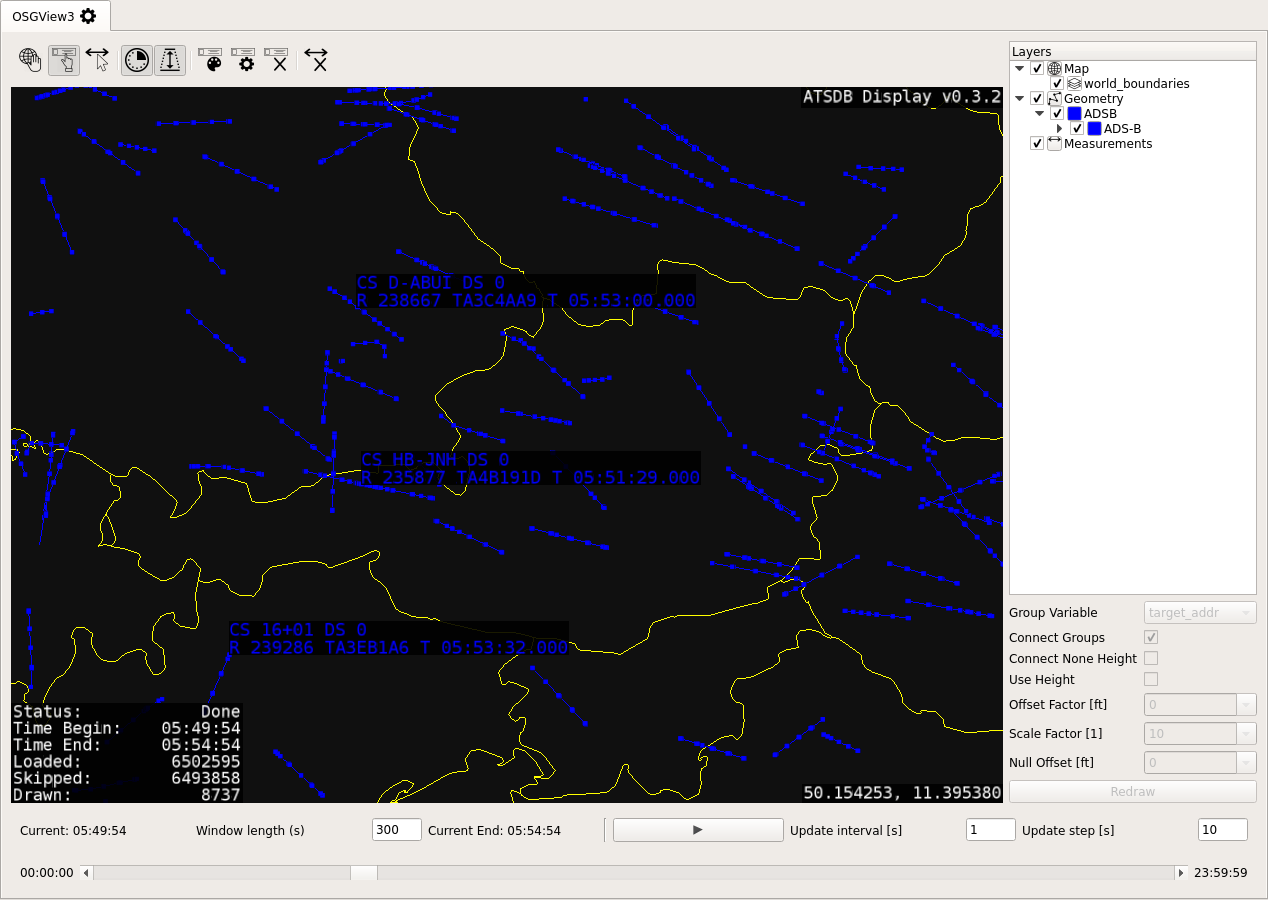 OSGView3
ATSDB Display v0.3.2
CS D-ABUI DS 0
R 238667 TA3C4AA9 T 05:53:00.000
CS HB-JNH DS 0
R 235877 TA4B191D T 05:51:29.000
CS 16+01 DS 0
R 239286 TA3EB1A6 T 05:53:32.000
Status: Done
Time Begin: 05:49:54
Time End: 05:54:54
Loaded: 6502595
Skipped: 6493858
Drawn: 8737
50.154253, 11.395380
Layers
Map
world_boundaries
Geometry
ADSB
ADS-B
Measurements
Group Variable target_addr
Connect Groups
Connect None Height
Use Height
Offset Factor [ft] 0
Scale Factor [1] 10
Null Offset [ft] 0
Redraw
Current: 05:49:54 Window length (s) 300 Current End: 05:54:54 Update interval [s] 1 Update step [s] 10
00:00:00 23:59:59